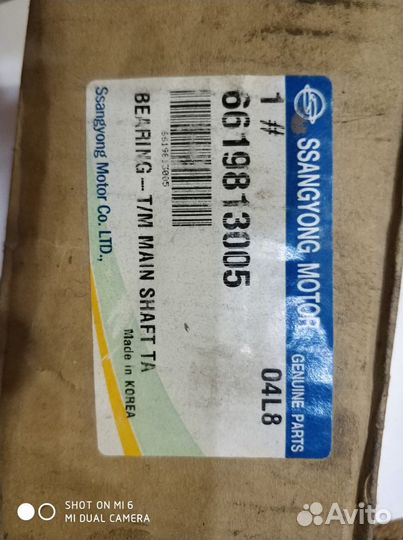 SSANGYONG MOTOR GENUINE PARTS
1 # 04L8
6619813005
6619813005
BEARING-T/M MAIN SHAFT TA
Made in KOREA
Ssangyong Motor Co. LTD.,
SHOT ON MI 6
MI DUAL CAMERA
Avito